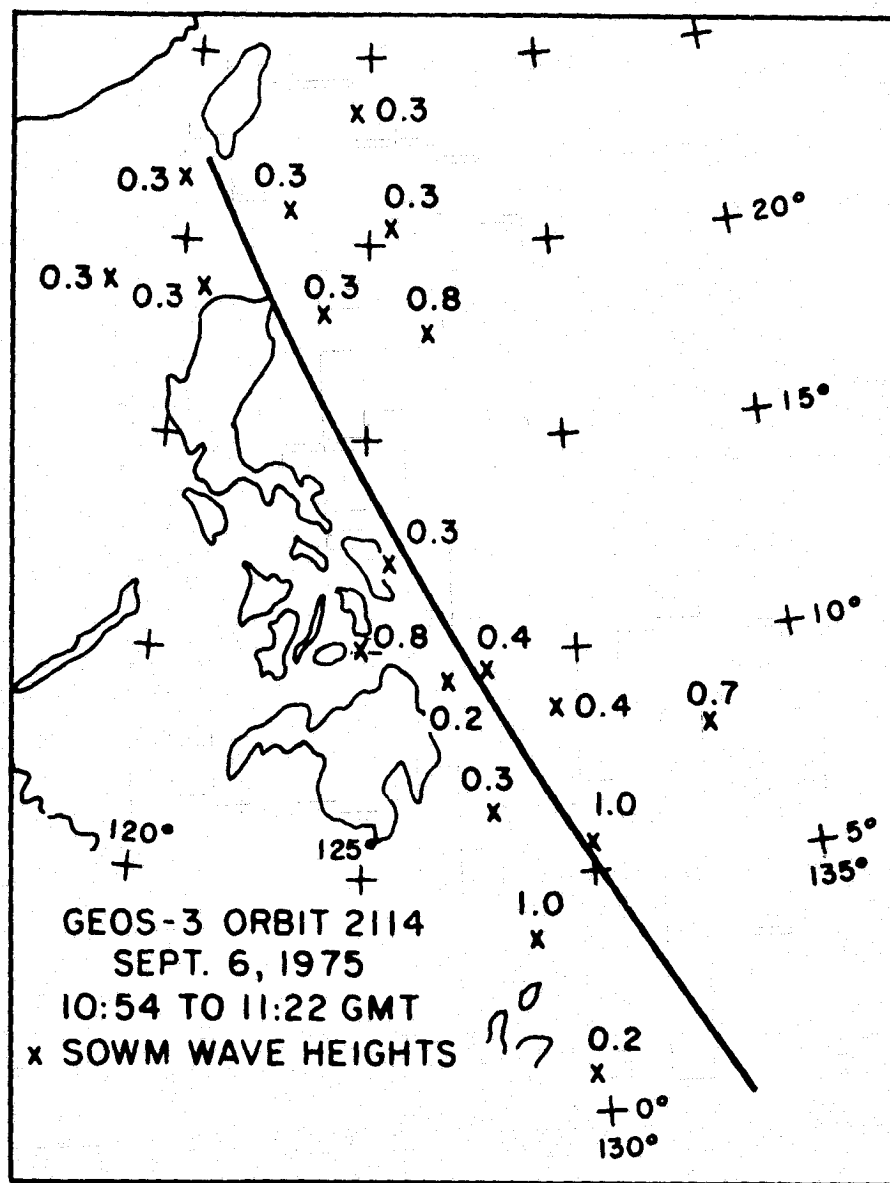 x 0.3
0.3 x
0.3
x
0.3
x
20°
0.3 x
0.3 x
0.3
x
0.8
x
15°
0.3
x
10°
0.8
x
0.4
x
0.2
x
x 0.4
0.7
x
0.3
x
1.0
x
120°
125°
5°
135°
1.0
x
GEOS-3 ORBIT 2114
SEPT. 6, 1975
10:54 TO 11:22 GMT
x SOWM WAVE HEIGHTS
0.2
x
0°
130°